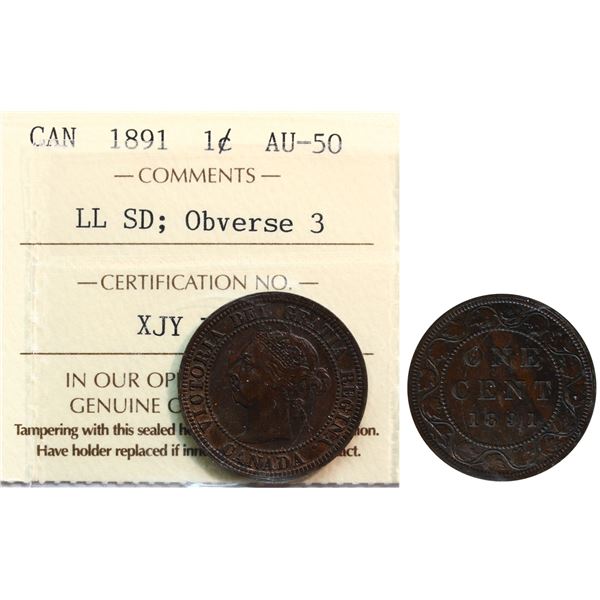 CAN 1891 1¢ AU-50
— COMMENTS —
LL SD; Obverse 3
— CERTIFICATION NO. —
XJY
IN OUR
GENUINE
Tampering with this sealed
Have holder replaced if
VICTORIA DEI GRATIA REGINA
CANADA
ONE
CENT
1891